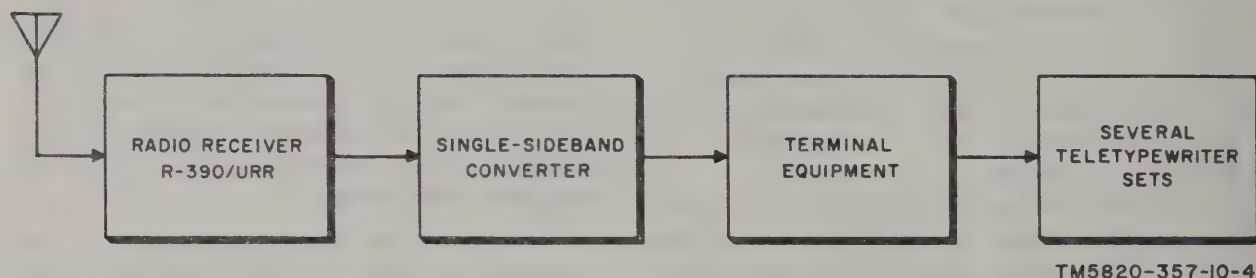 RADIO RECEIVER
R-390/URR
SINGLE-SIDEBAND
CONVERTER
TERMINAL
EQUIPMENT
SEVERAL
TELETYPEWRITER
SETS
TM5820-357-10-4